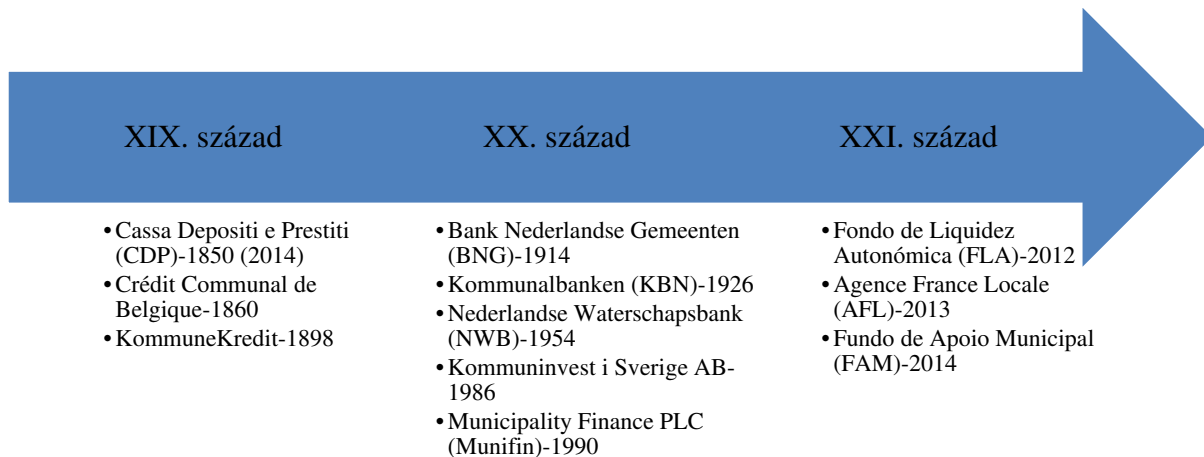 XIX. század
XX. század
XXI. század
• Cassa Depositi e Prestiti
(CDP)-1850 (2014)
• Crédit Communal de
Belgique-1860
• KommuneKredit-1898
• Bank Nederlandse Gemeenten
(BNG)-1914
• Kommunalbanken (KBN)-1926
• Nederlandse Waterschapsbank
(NWB)-1954
• Kommuninvest i Sverige AB-
1986
• Municipality Finance PLC
(Munifin)-1990
• Fondo de Liquidez
Autonómica (FLA)-2012
• Agence France Locale
(AFL)-2013
• Fundo de Apoio Municipal
(FAM)-2014